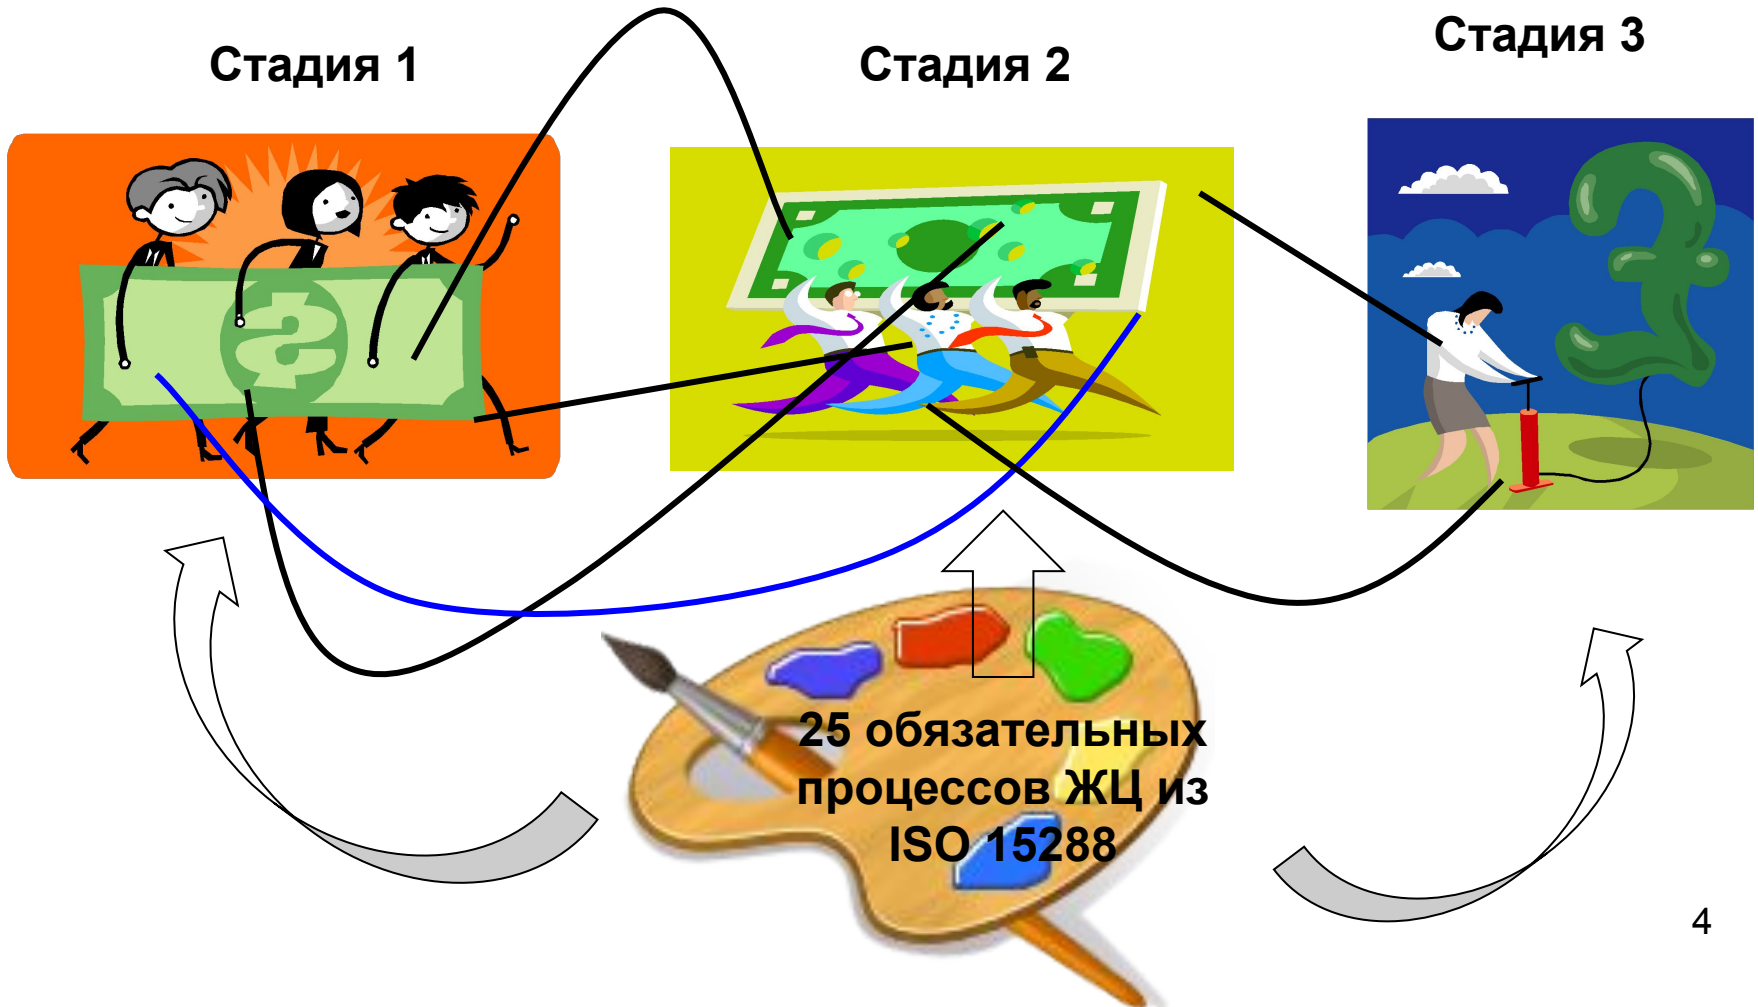 Стадия 1
Стадия 2
Стадия 3
25 обязательных
процессов ЖЦ из
ISO 15288
4